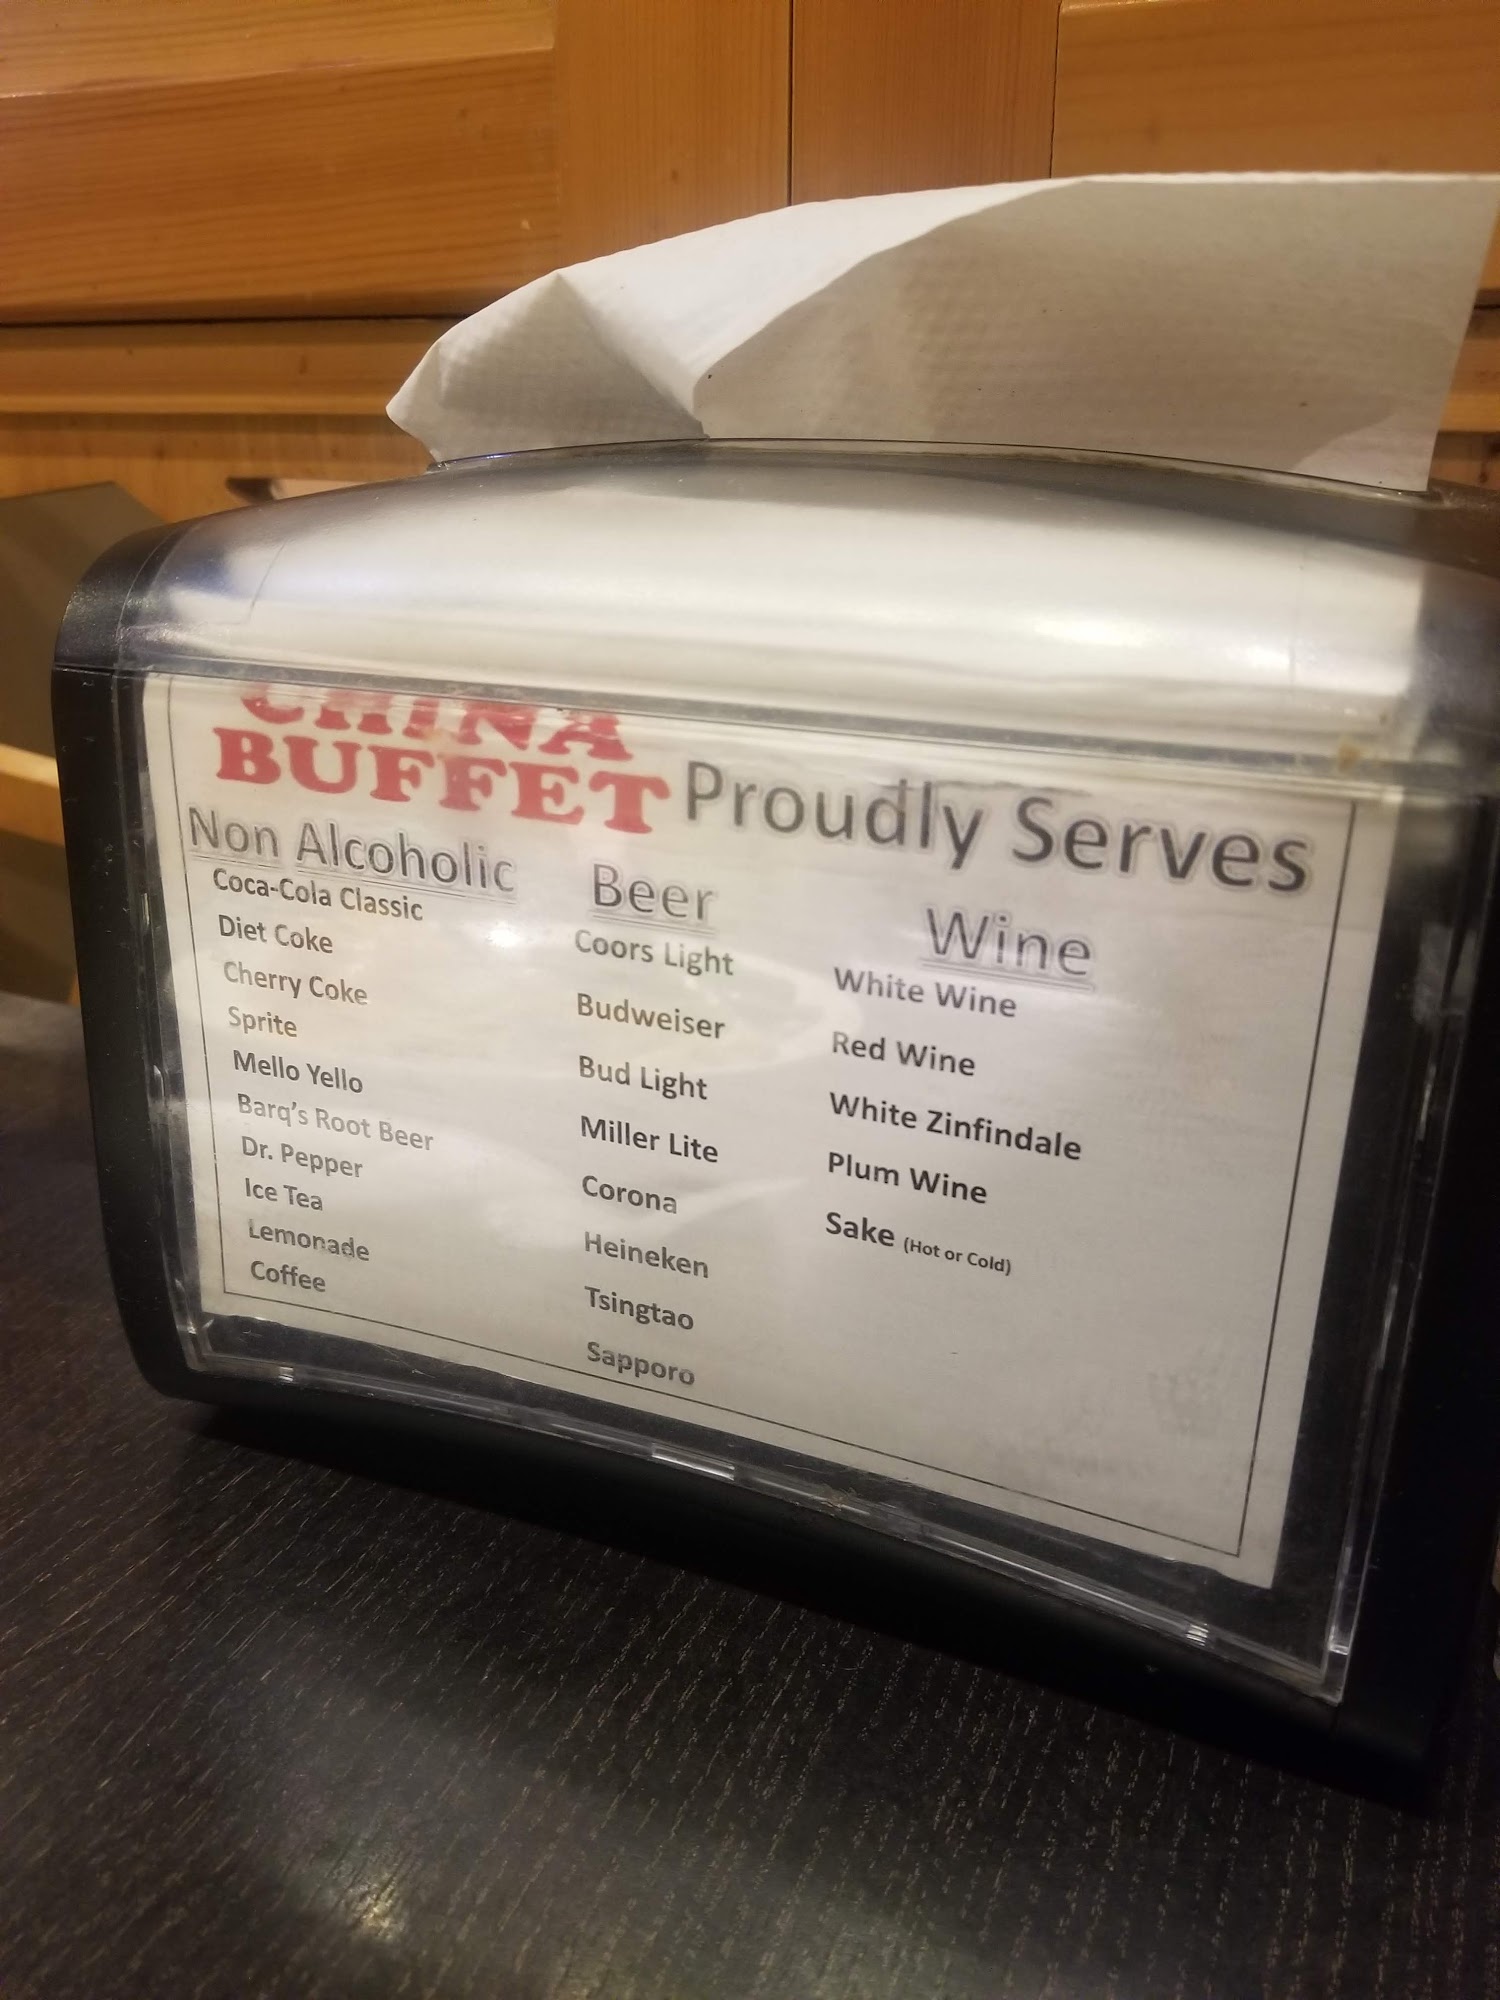 CHINA
BUFFET Proudly Serves
Non Alcoholic
Coca-Cola Classic
Diet Coke
Cherry Coke
Sprite
Mello Yello
Barq's Root Beer
Dr. Pepper
Ice Tea
Lemonade
Coffee
Beer
Coors Light
Budweiser
Bud Light
Miller Lite
Corona
Heineken
Tsingtao
Sapporo
Wine
White Wine
Red Wine
White Zinfindale
Plum Wine
Sake (Hot or Cold)